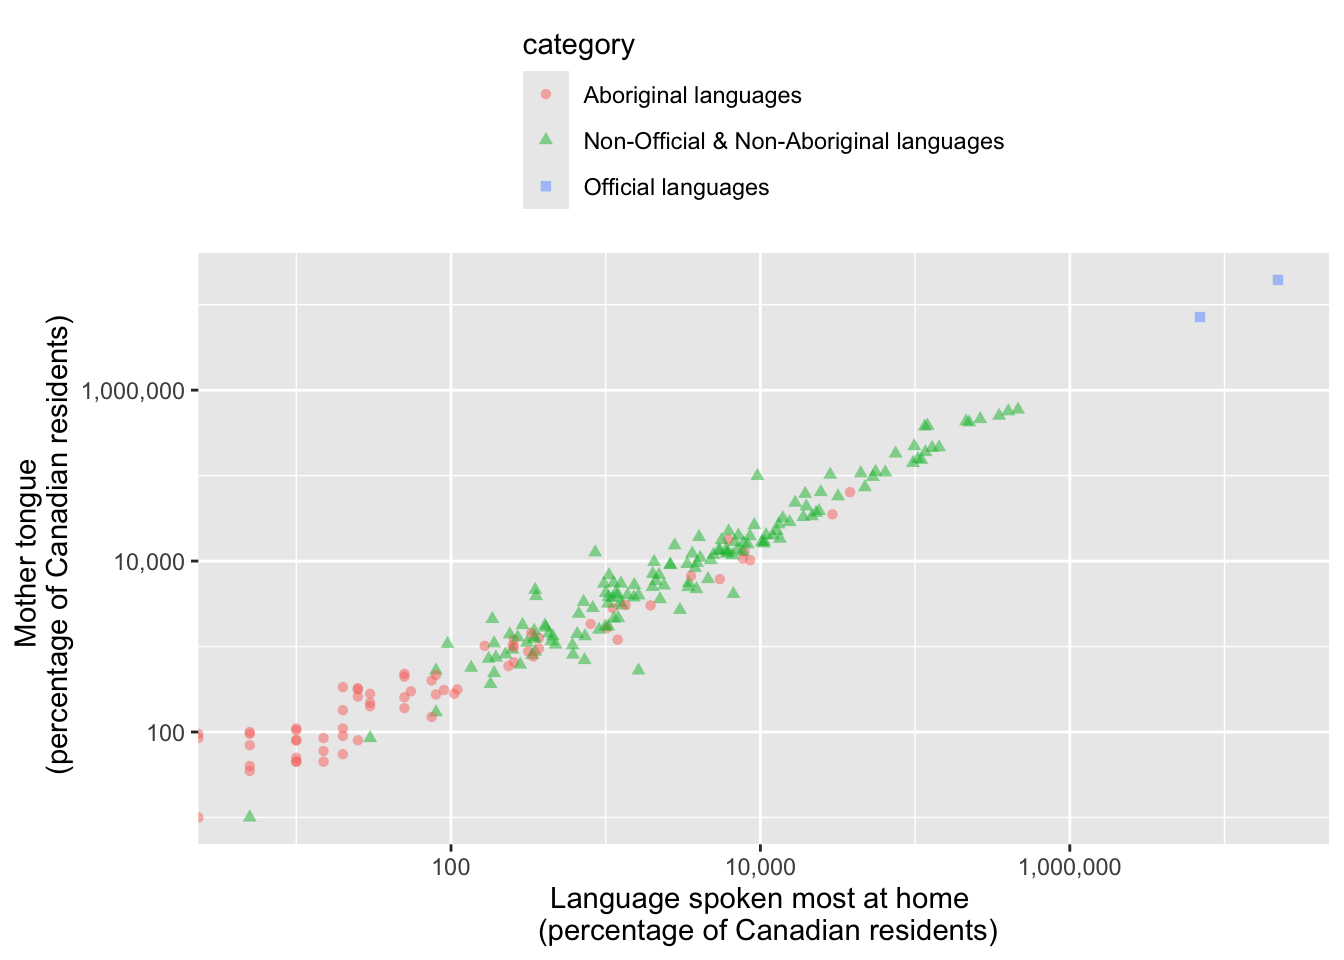 category
Aboriginal languages
Non-Official & Non-Aboriginal languages
Official languages
Mother tongue
(percentage of Canadian residents)
1,000,000
10,000
100
100
10,000
1,000,000
Language spoken most at home
(percentage of Canadian residents)